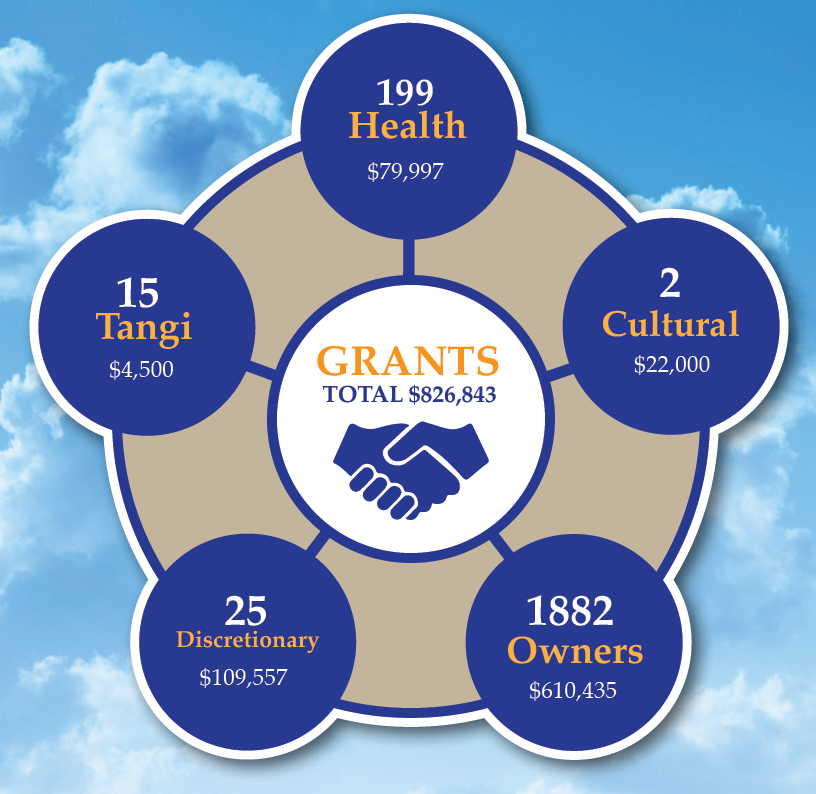 199
Health
$79,997
15
Tangi
$4,500
2
Cultural
$22,000
GRANTS
TOTAL $826,843
25
Discretionary
$109,557
1882
Owners
$610,435